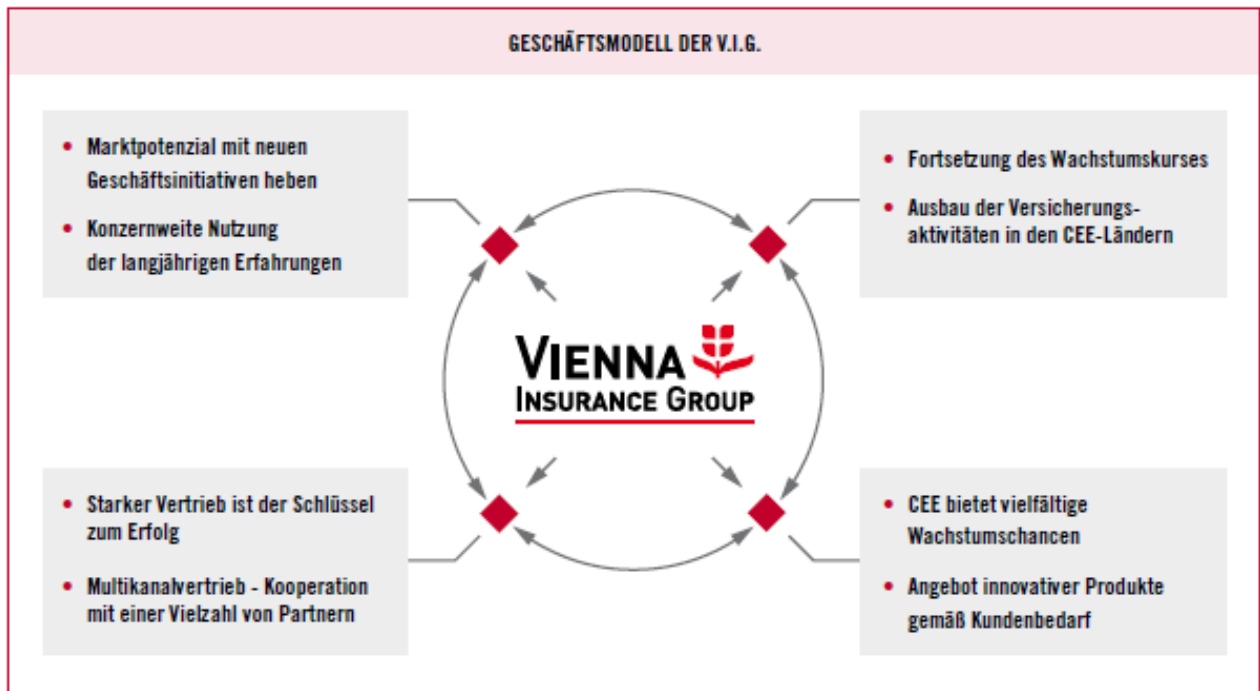 GESCHÄFTSMODELL DER V.I.G.
Marktpotenzial mit neuen
Geschäftsinitiativen heben
Konzernweite Nutzung
der langjährigen Erfahrungen
Fortsetzung des Wachstumskurses
Ausbau der Versicherungs-
aktivitäten in den CEE-Ländern
VIENNA
INSURANCE GROUP
Starker Vertrieb ist der Schlüssel
zum Erfolg
Multikanalvertrieb - Kooperation
mit einer Vielzahl von Partnern
CEE bietet vielfältige
Wachstumschancen
Angebot innovativer Produkte
gemäß Kundenbedarf